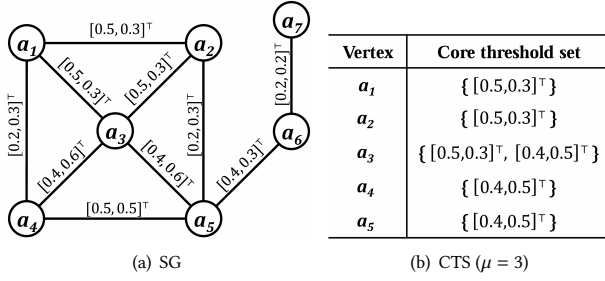 a7
[0.5, 0.3]⊤
a1
a2
[0.5, 0.3]⊤
[0.5, 0.3]⊤
[0.2, 0.3]⊤
[0.2, 0.3]⊤
[0.2, 0.2]⊤
a3
a6
[0.4, 0.6]⊤
[0.4, 0.6]⊤
[0.4, 0.3]⊤
a4
[0.5, 0.5]⊤
a5
(a) SG
Vertex Core threshold set
a1 { [0.5,0.3]⊤}
a2 { [0.5,0.3]⊤}
a3 { [0.5,0.3]⊤, [0.4,0.5]⊤}
a4 { [0.4,0.5]⊤}
a5 { [0.4,0.5]⊤}
(b) CTS (μ = 3)